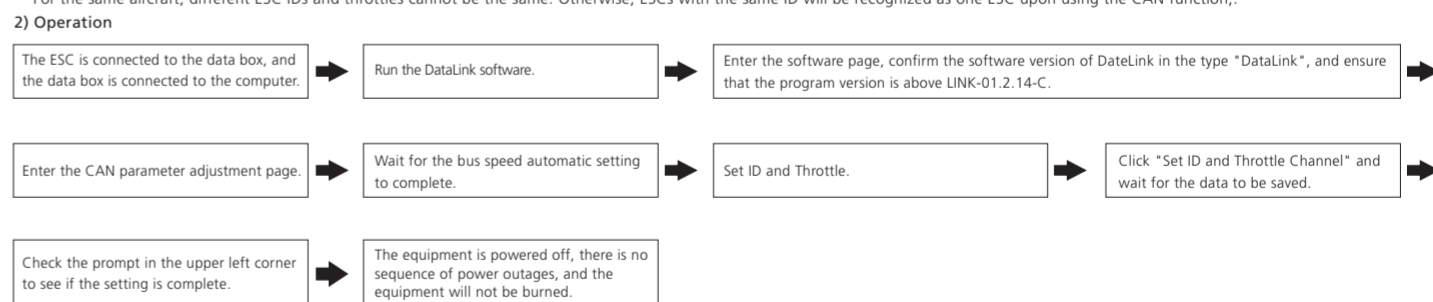 For the same aircraft, different ESC IDs and throttles cannot be the same. Otherwise, ESCs with the same ID will be recognized as one ESC upon using the CAN function,.
2) Operation
The ESC is connected to the data box, and
the data box is connected to the computer.
Run the DataLink software.
Enter the software page, confirm the software version of DateLink in the type "DataLink", and ensure
that the program version is above LINK-01.2.14-C.
Enter the CAN parameter adjustment page.
Wait for the bus speed automatic setting
to complete.
Set ID and Throttle.
Click "Set ID and Throttle Channel" and
wait for the data to be saved.
Check the prompt in the upper left corner
to see if the setting is complete.
The equipment is powered off, there is no
sequence of power outages, and the
equipment will not be burned.